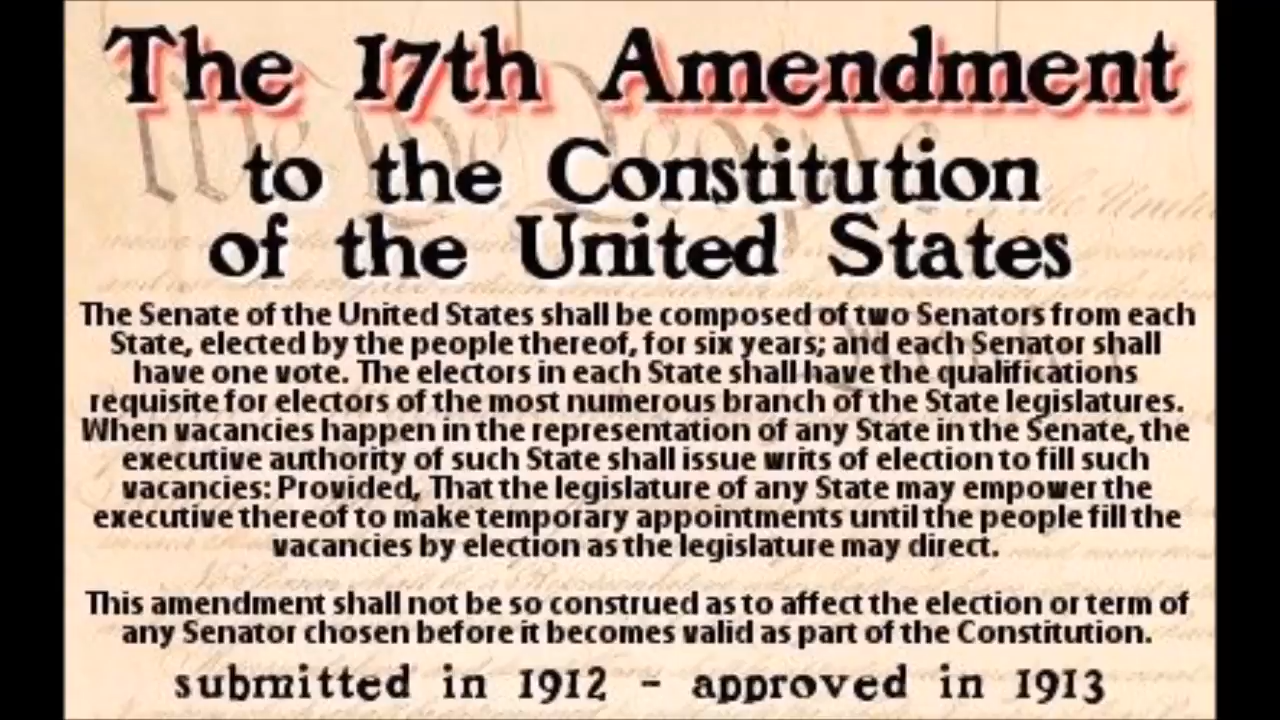 The 17th Amendment
to the Constitution
of the United States
The Senate of the United States shall be composed of two Senators from each
State, elected by the people thereof, for six years; and each Senator shall
have one vote. The electors in each State shall have the qualifications
requisite for electors of the most numerous branch of the State legislatures.
When vacancies happen in the representation of any State in the Senate, the
executive authority of such State shall issue writs of election to fill such
vacancies: Provided, That the legislature of any State may empower the
executive thereof to make temporary appointments until the people fill the
vacancies by election as the legislature may direct.
This amendment shall not be so construed as to affect the election or term of
any Senator chosen before it becomes valid as part of the Constitution.
submitted in 1912 - approved in 1913